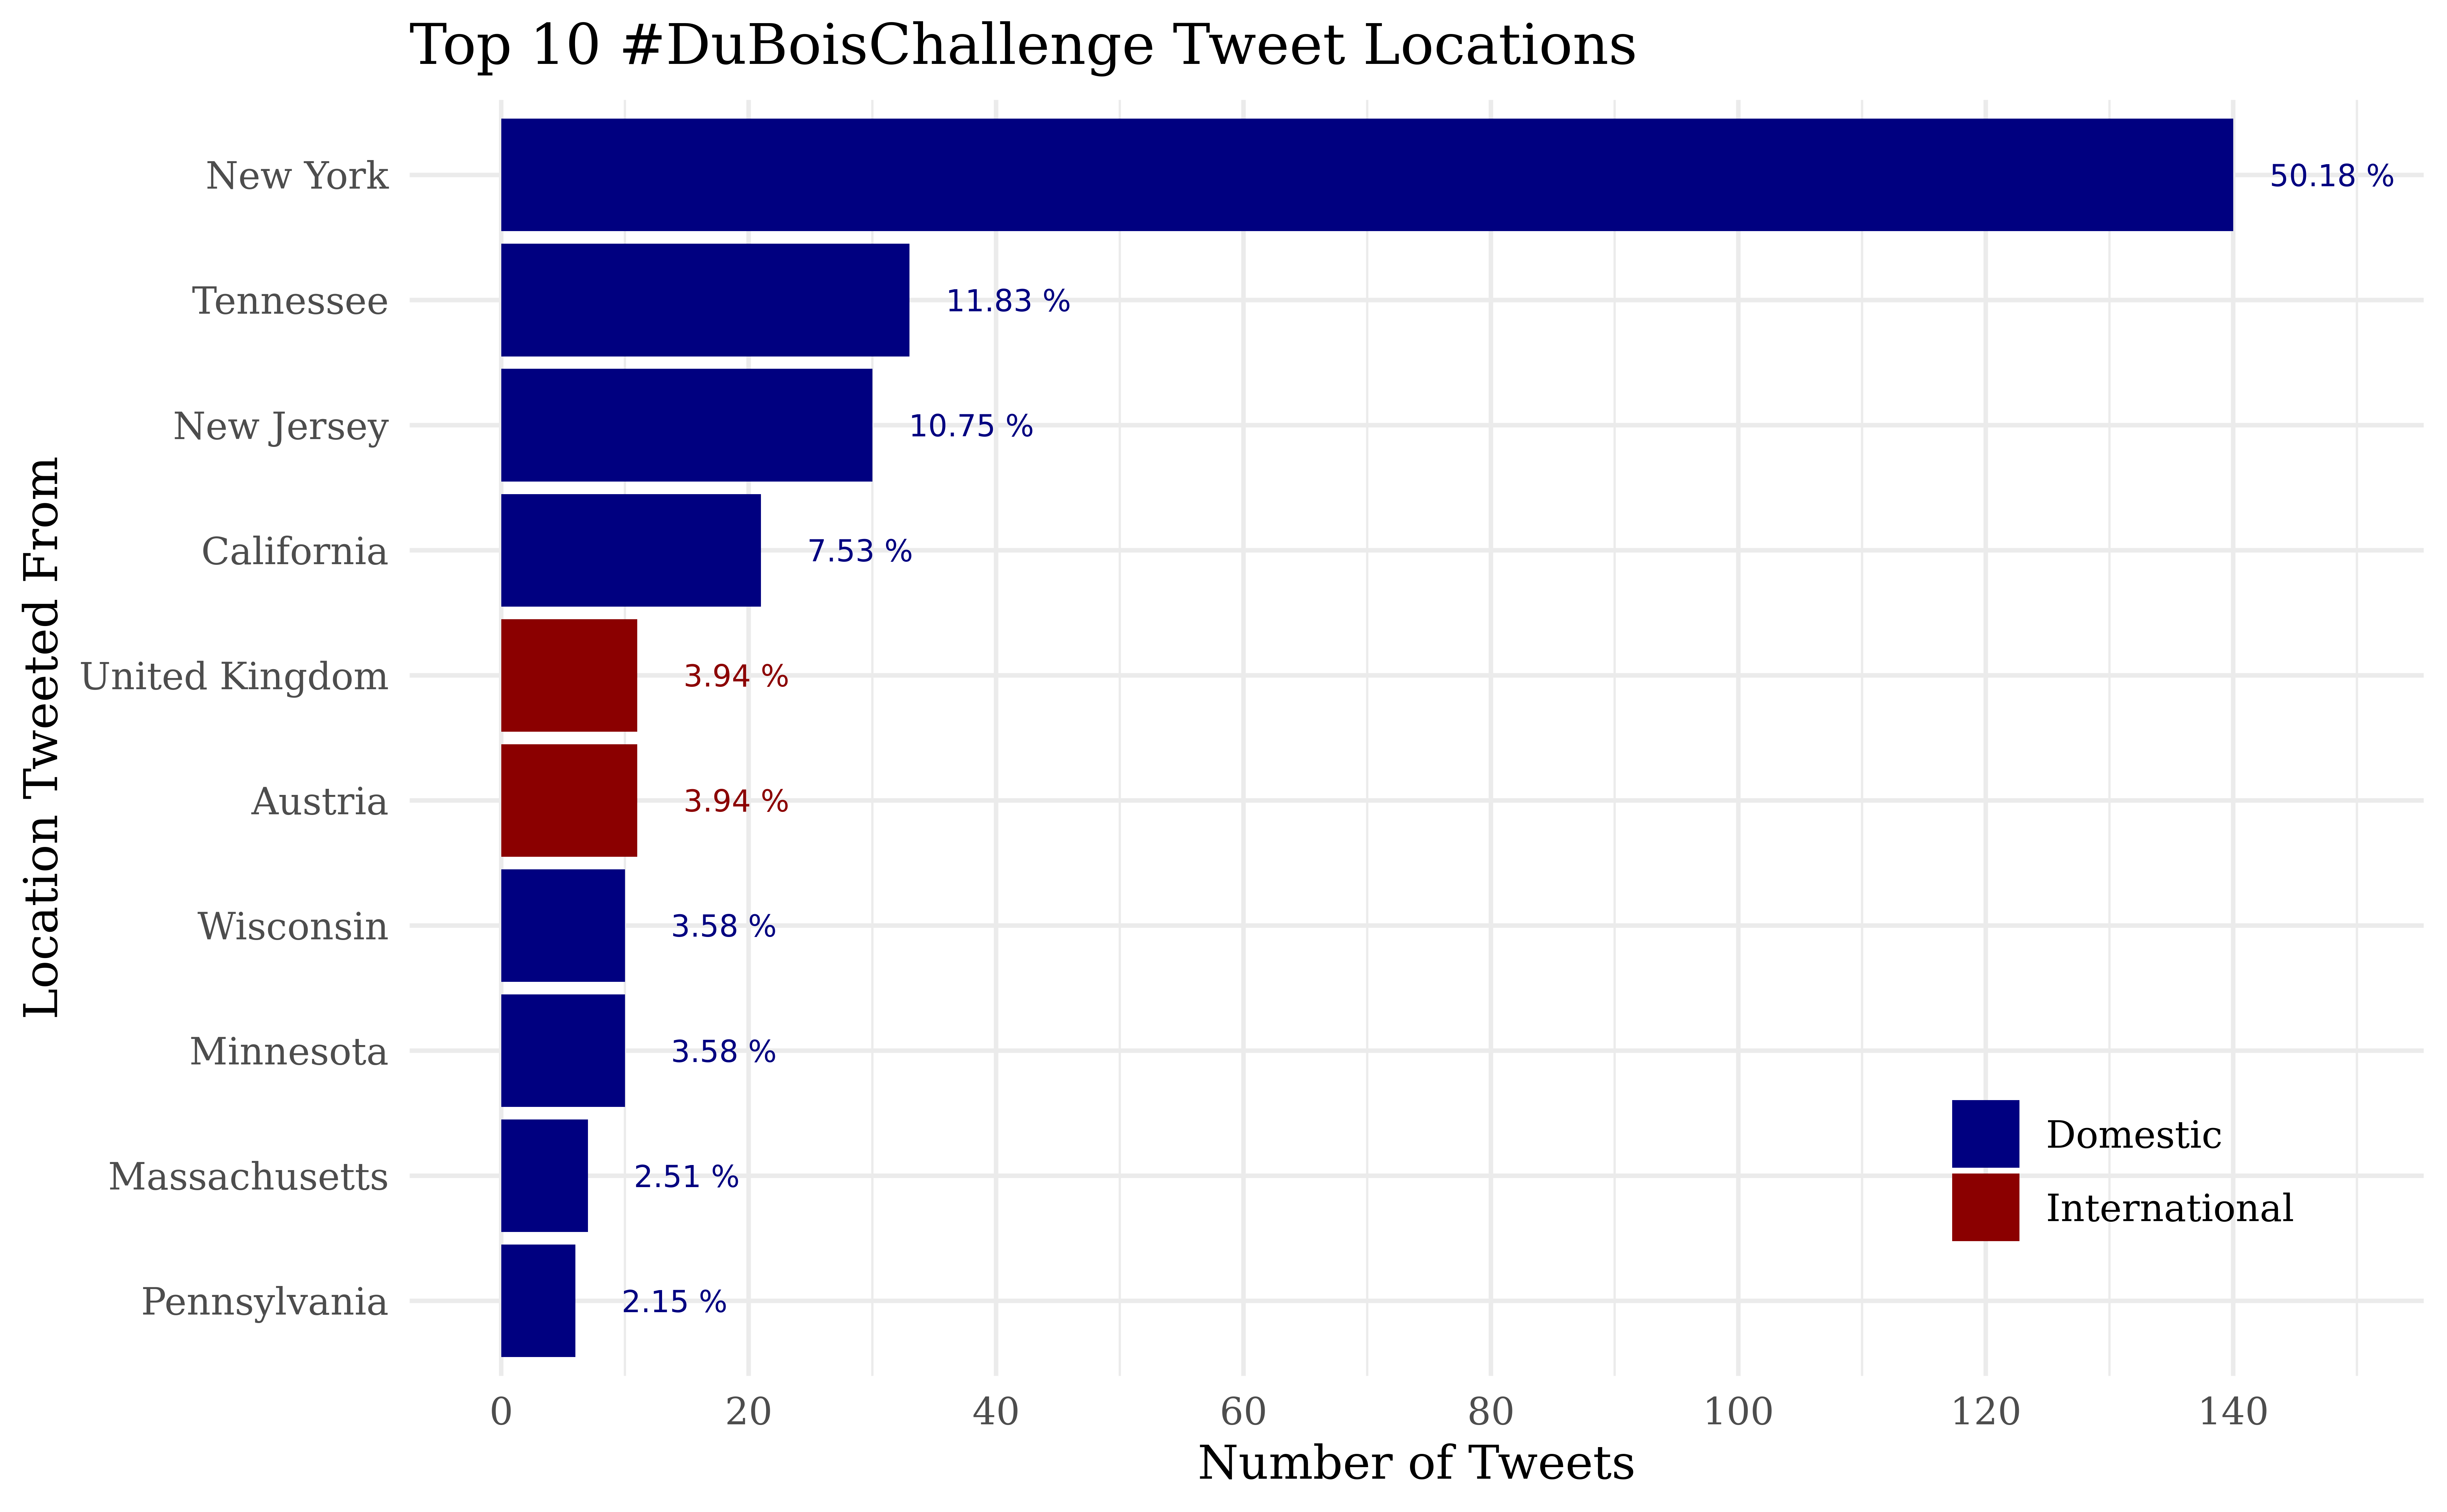 Top 10 #DuBoisChallenge Tweet Locations
Location Tweeted From
New York 50.18 %
Tennessee 11.83 %
New Jersey 10.75 %
California 7.53 %
United Kingdom 3.94 %
Austria 3.94 %
Wisconsin 3.58 %
Minnesota 3.58 %
Massachusetts 2.51 %
Pennsylvania 2.15 %
Domestic
International
0 20 40 60 80 100 120 140
Number of Tweets